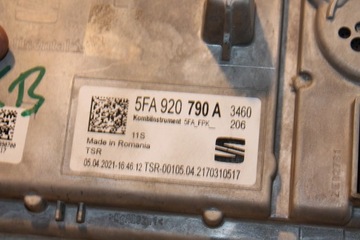 5FA 920 790 A 3460
Kombiinstrument 5FA_FPK_ 206
11S
Made in Romania
TSR
05.04.2021-16:46:12 TSR-00105.04.2170310517